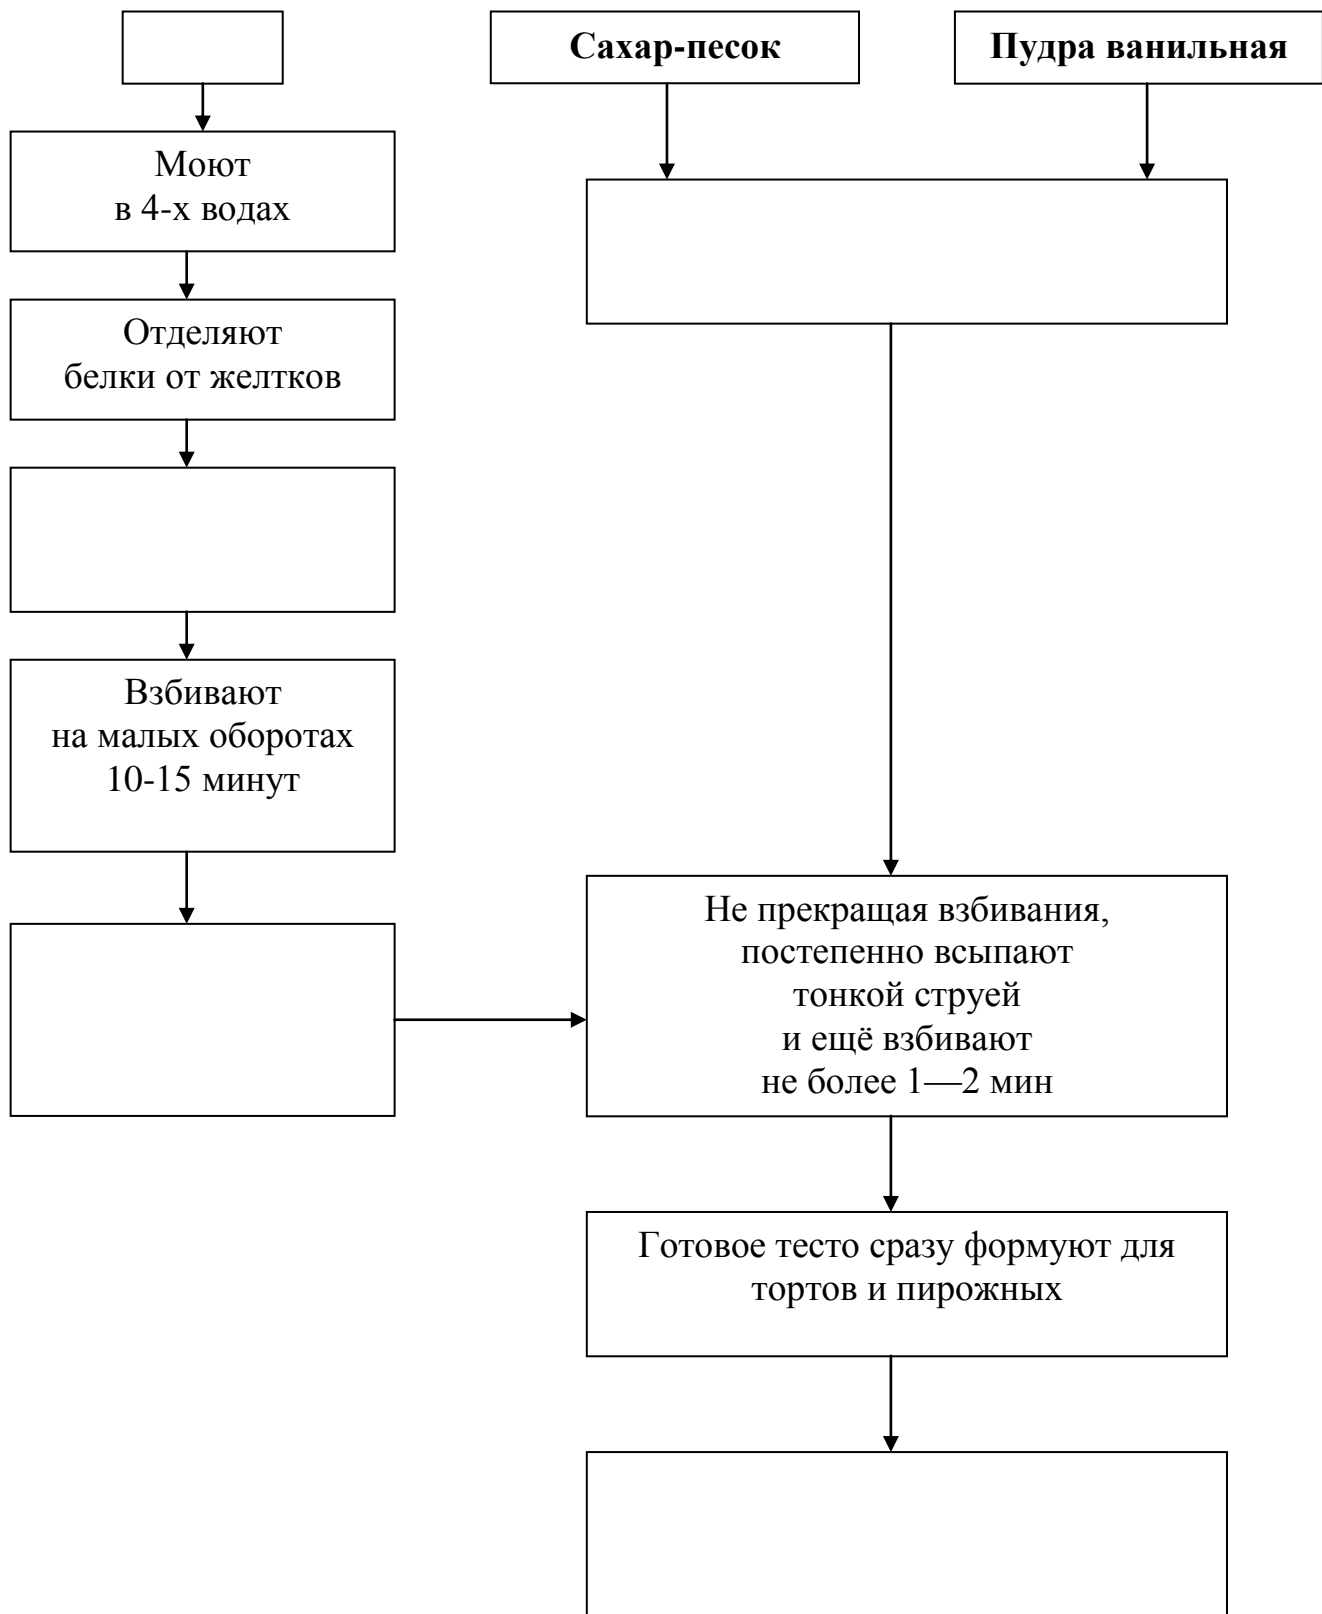 Сахар-песок
Пудра ванильная
Моют
в 4-х водах
Отделяют
белки от желтков
Взбивают
на малых оборотах
10-15 минут
Не прекращая взбивания,
постепенно всыпают
тонкой струей
и ещё взбивают
не более 1—2 мин
Готовое тесто сразу формуют для
тортов и пирожных